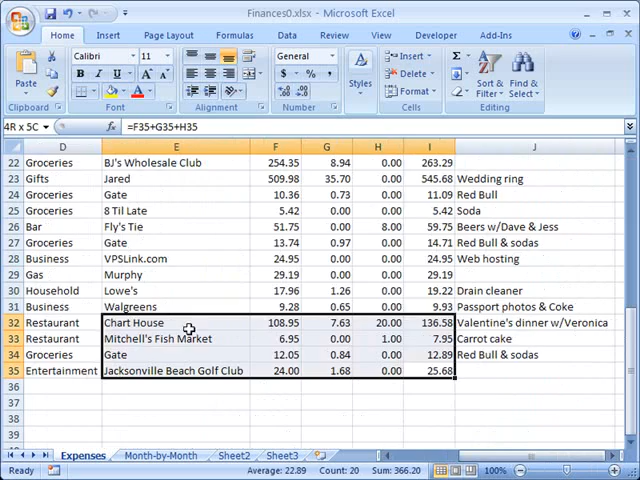 Finances0.xlsx - Microsoft Excel
Home Insert Page Layout Formulas Data Review View Developer Add-Ins
Paste Calibri 11 General Styles Insert Sort & Find &
B I U $ % , Delete Filter Select
Format
Clipboard Font Alignment Number Cells Editing
4R x 5C fx =F35+G35+H35
D E F G H I J
22 Groceries BJ's Wholesale Club 254.35 8.94 0.00 263.29
23 Gifts Jared 509.98 35.70 0.00 545.68 Wedding ring
24 Groceries Gate 10.36 0.73 0.00 11.09 Red Bull
25 Groceries 8 Til Late 5.42 0.00 0.00 5.42 Soda
26 Bar Fly's Tie 51.75 0.00 8.00 59.75 Beers w/Dave & Jess
27 Groceries Gate 13.74 0.97 0.00 14.71 Red Bull & sodas
28 Business VPSLink.com 24.95 0.00 0.00 24.95 Web hosting
29 Gas Murphy 29.19 0.00 0.00 29.19
30 Household Lowe's 17.96 1.26 0.00 19.22 Drain cleaner
31 Business Walgreens 9.28 0.65 0.00 9.93 Passport photos & Coke
32 Restaurant Chart House 108.95 7.63 20.00 136.58 Valentine's dinner w/Veronica
33 Restaurant Mitchell's Fish Market 6.95 0.00 1.00 7.95 Carrot cake
34 Groceries Gate 12.05 0.84 0.00 12.89 Red Bull & sodas
35 Entertainment Jacksonville Beach Golf Club 24.00 1.68 0.00 25.68
36
37
38
39
Expenses Month-by-Month Sheet2 Sheet3
Ready Average: 22.89 Count: 20 Sum: 366.20 100%